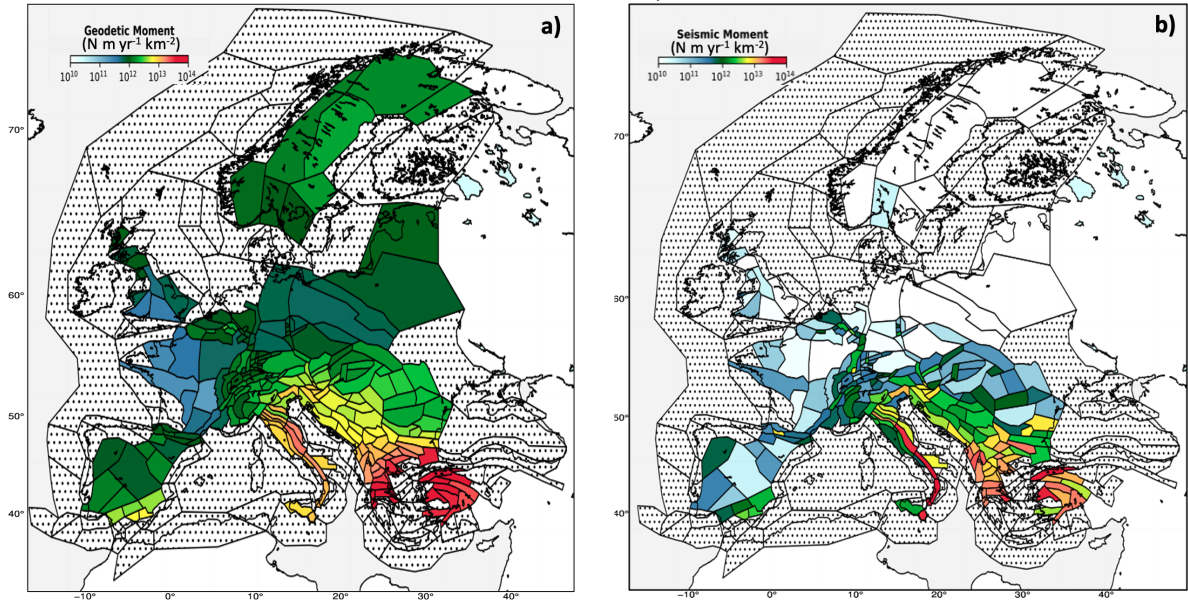 a)
Geodetic Moment
(N m yr⁻¹ km⁻²)
10¹⁰ 10¹¹ 10¹² 10¹³ 10¹⁴
70°
60°
50°
40°
−10° 0° 10° 20° 30° 40°
b)
Seismic Moment
(N m yr⁻¹ km⁻²)
10¹⁰ 10¹¹ 10¹² 10¹³ 10¹⁴
70°
60°
50°
40°
−10° 0° 10° 20° 30° 40°